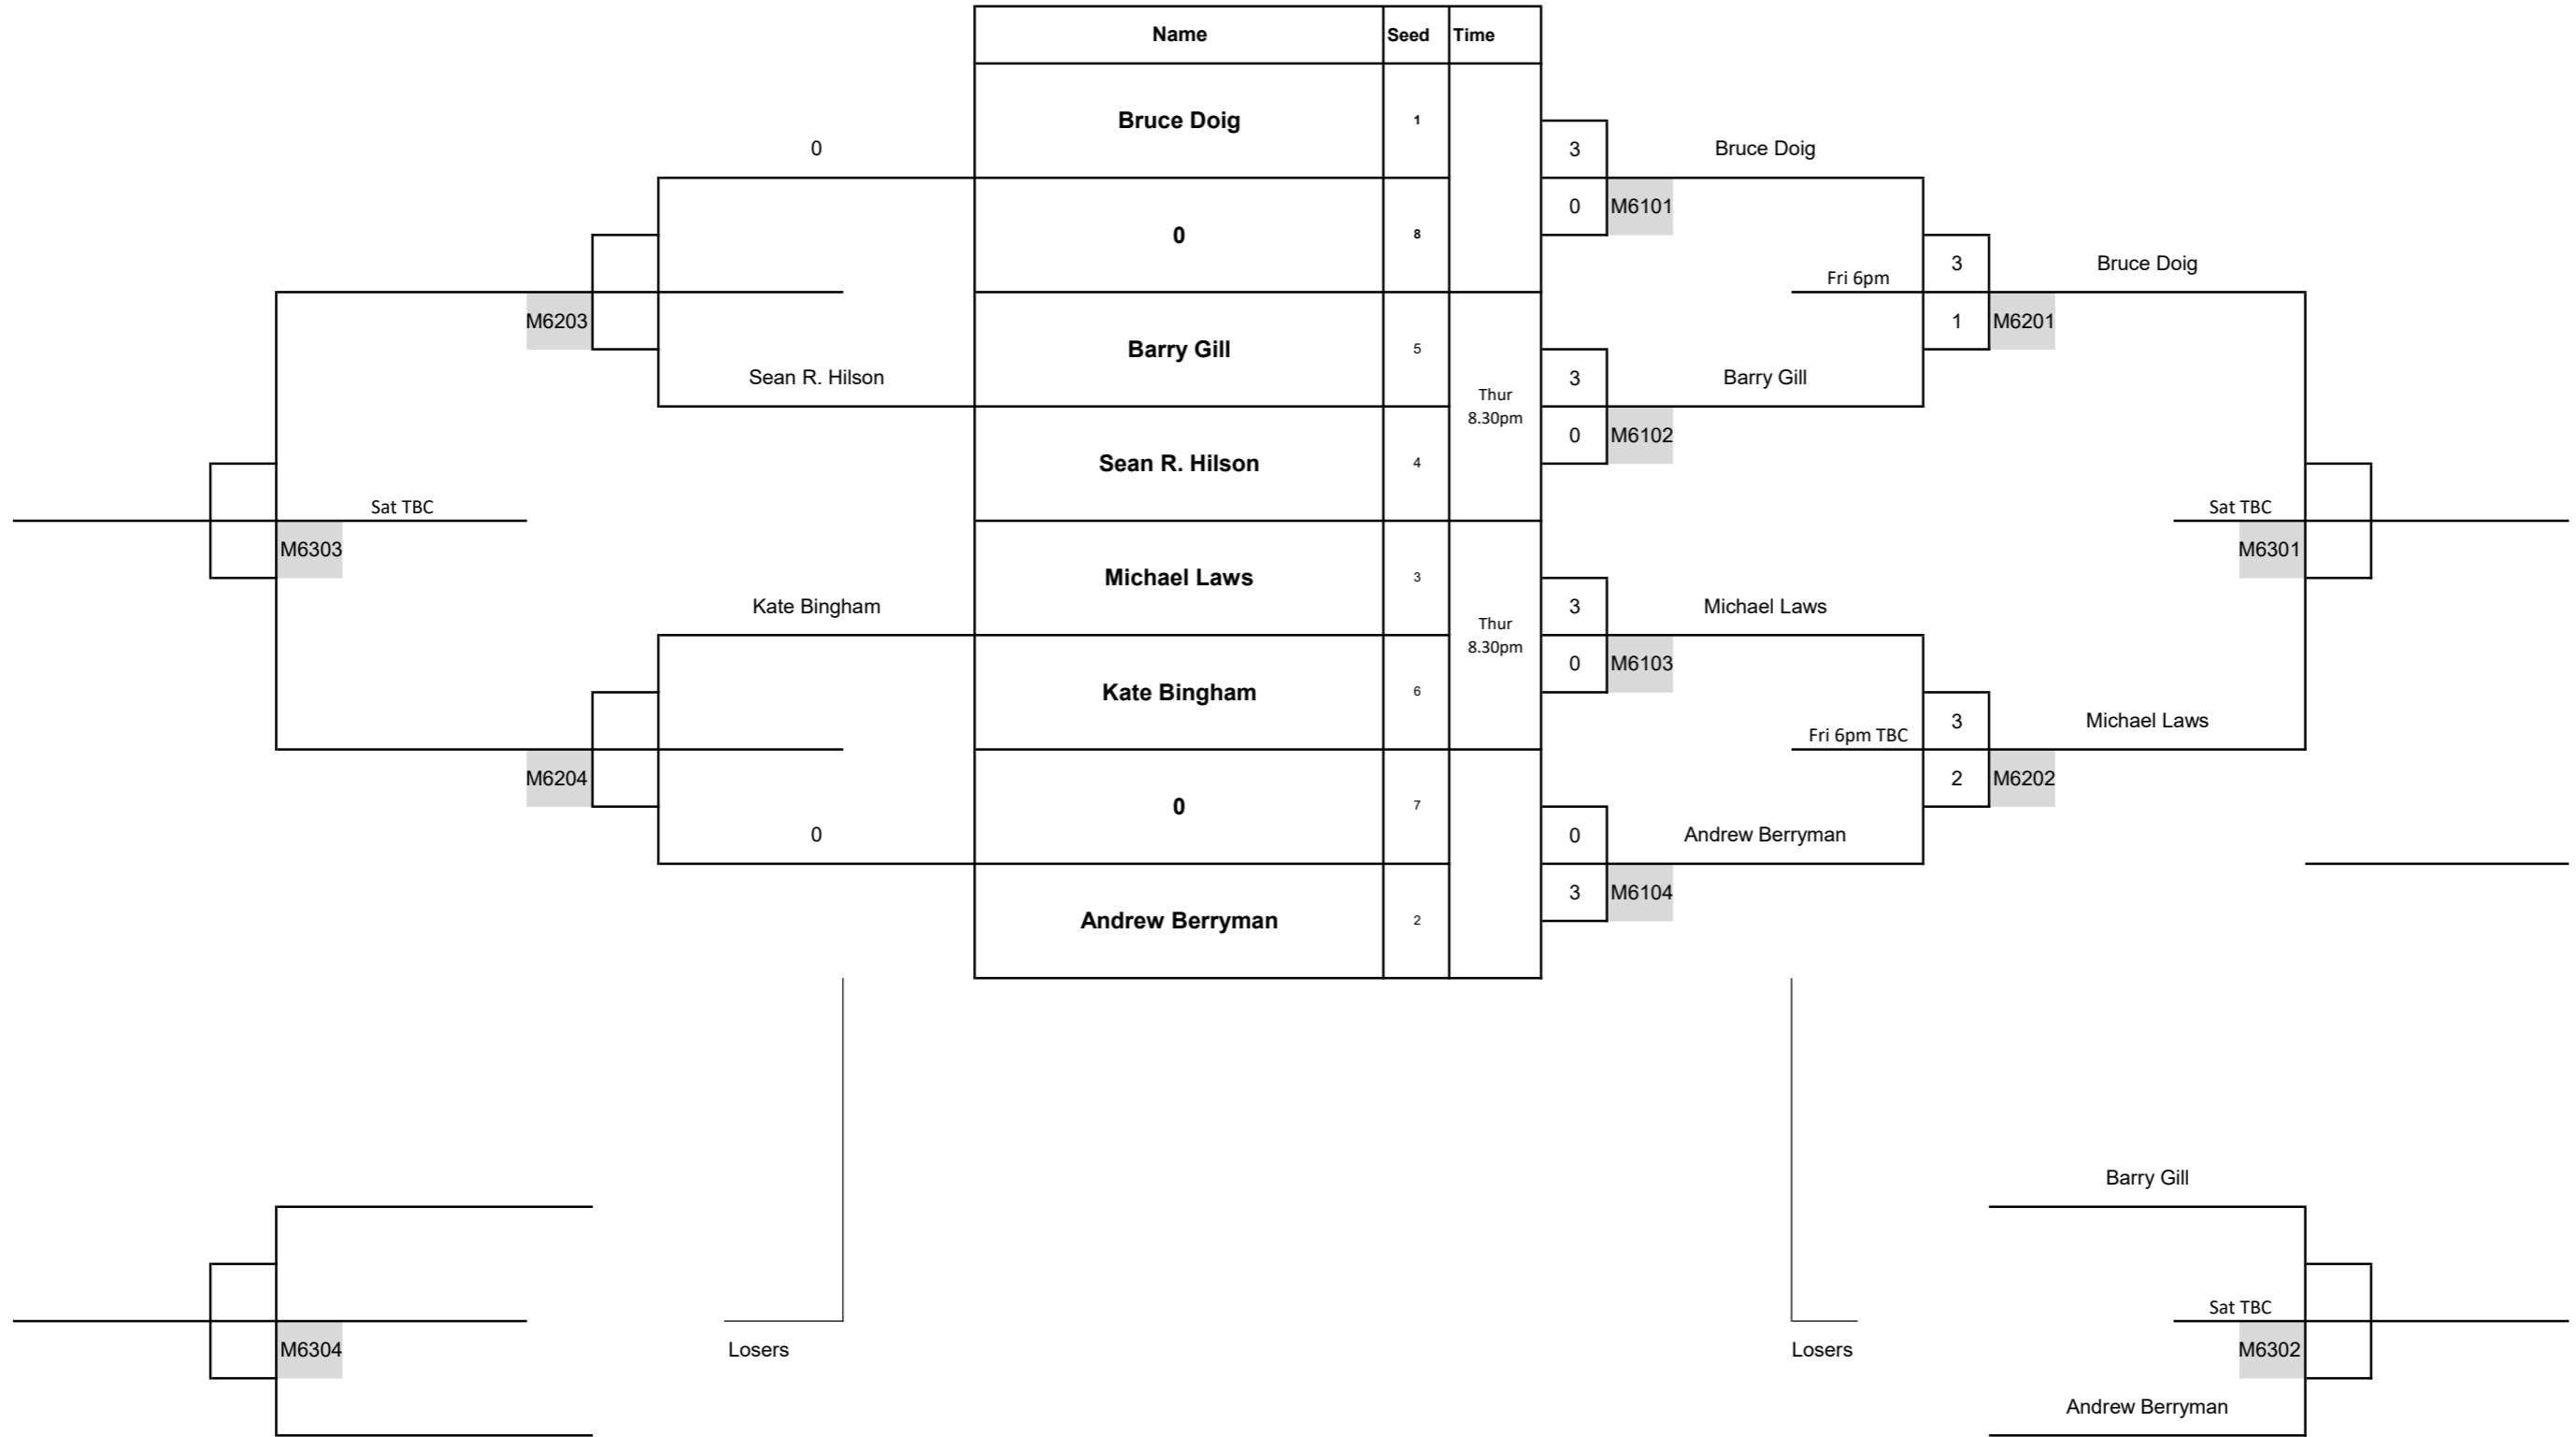 Name Seed Time
Bruce Doig 1
0 3 Bruce Doig
0 M6101
0 8
3 Bruce Doig
Fri 6pm
M6203 1 M6201
Barry Gill 5
Sean R. Hilson 3 Barry Gill
Thur
8.30pm
0 M6102
Sean R. Hilson 4
Sat TBC Sat TBC
M6303 M6301
Michael Laws 3
Kate Bingham 3 Michael Laws
Thur
8.30pm
0 M6103
Kate Bingham 6
3 Michael Laws
Fri 6pm TBC
M6204 2 M6202
0 7
0 0 Andrew Berryman
3 M6104
Andrew Berryman 2
Barry Gill
Sat TBC
M6304 Losers Losers M6302
Andrew Berryman